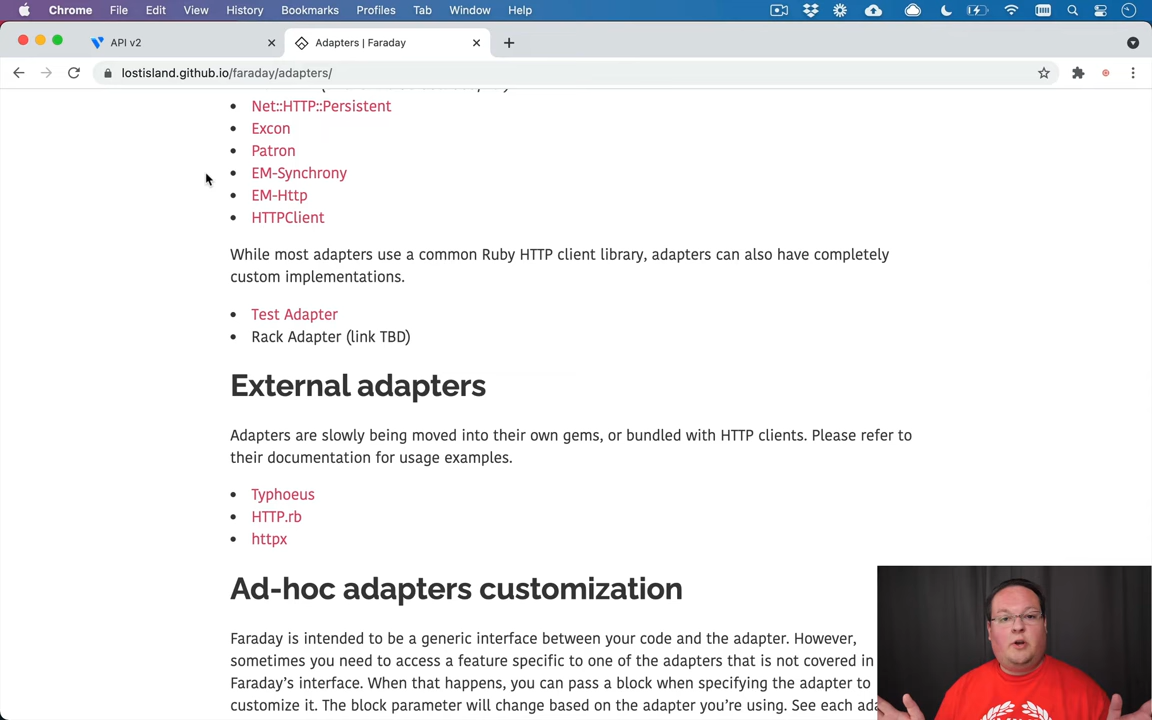 Chrome File Edit View History Bookmarks Profiles Tab Window Help
API v2
Adapters | Faraday
lostisland.github.io/faraday/adapters/
Net::HTTP::Persistent
Excon
Patron
EM-Synchrony
EM-Http
HTTPClient
While most adapters use a common Ruby HTTP client library, adapters can also have completely
custom implementations.
Test Adapter
Rack Adapter (link TBD)
External adapters
Adapters are slowly being moved into their own gems, or bundled with HTTP clients. Please refer to
their documentation for usage examples.
Typhoeus
HTTP.rb
httpx
Ad-hoc adapters customization
Faraday is intended to be a generic interface between your code and the adapter. However,
sometimes you need to access a feature specific to one of the adapters that is not covered in
Faraday's interface. When that happens, you can pass a block when specifying the adapter to
customize it. The block parameter will change based on the adapter you're using. See each ada